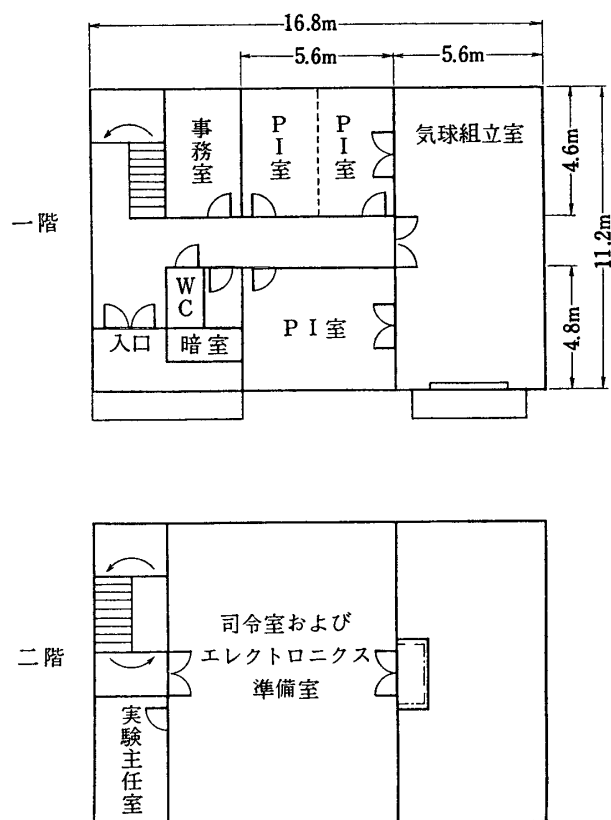 16.8m
5.6m
5.6m
事務室
PI室
PI室
気球組立室
4.6m
一階
11.2m
WC
4.8m
PI室
入口
暗室
司令室および
エレクトロニクス
準備室
二階
実験主任室